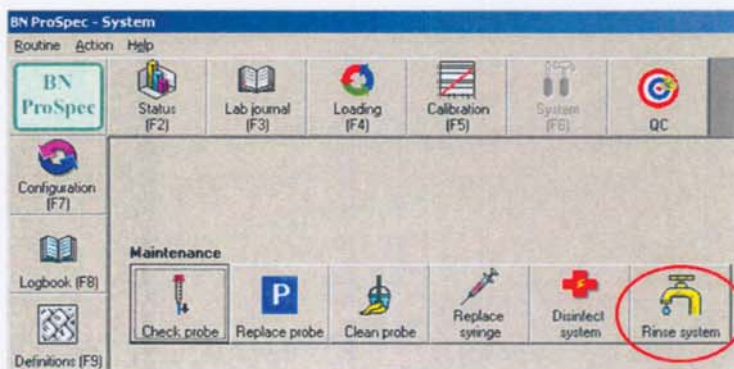 BN ProSpec - System
Routine Action Help
BN
ProSpec
Status
(F2)
Lab journal
(F3)
Loading
(F4)
Calibration
(F5)
System
(F6)
QC
Configuration
(F7)
Logbook (F8)
Definitions (F9)
Maintenance
Check probe
P
Replace probe
Clean probe
Replace
syringe
Disinfect
system
Rinse system